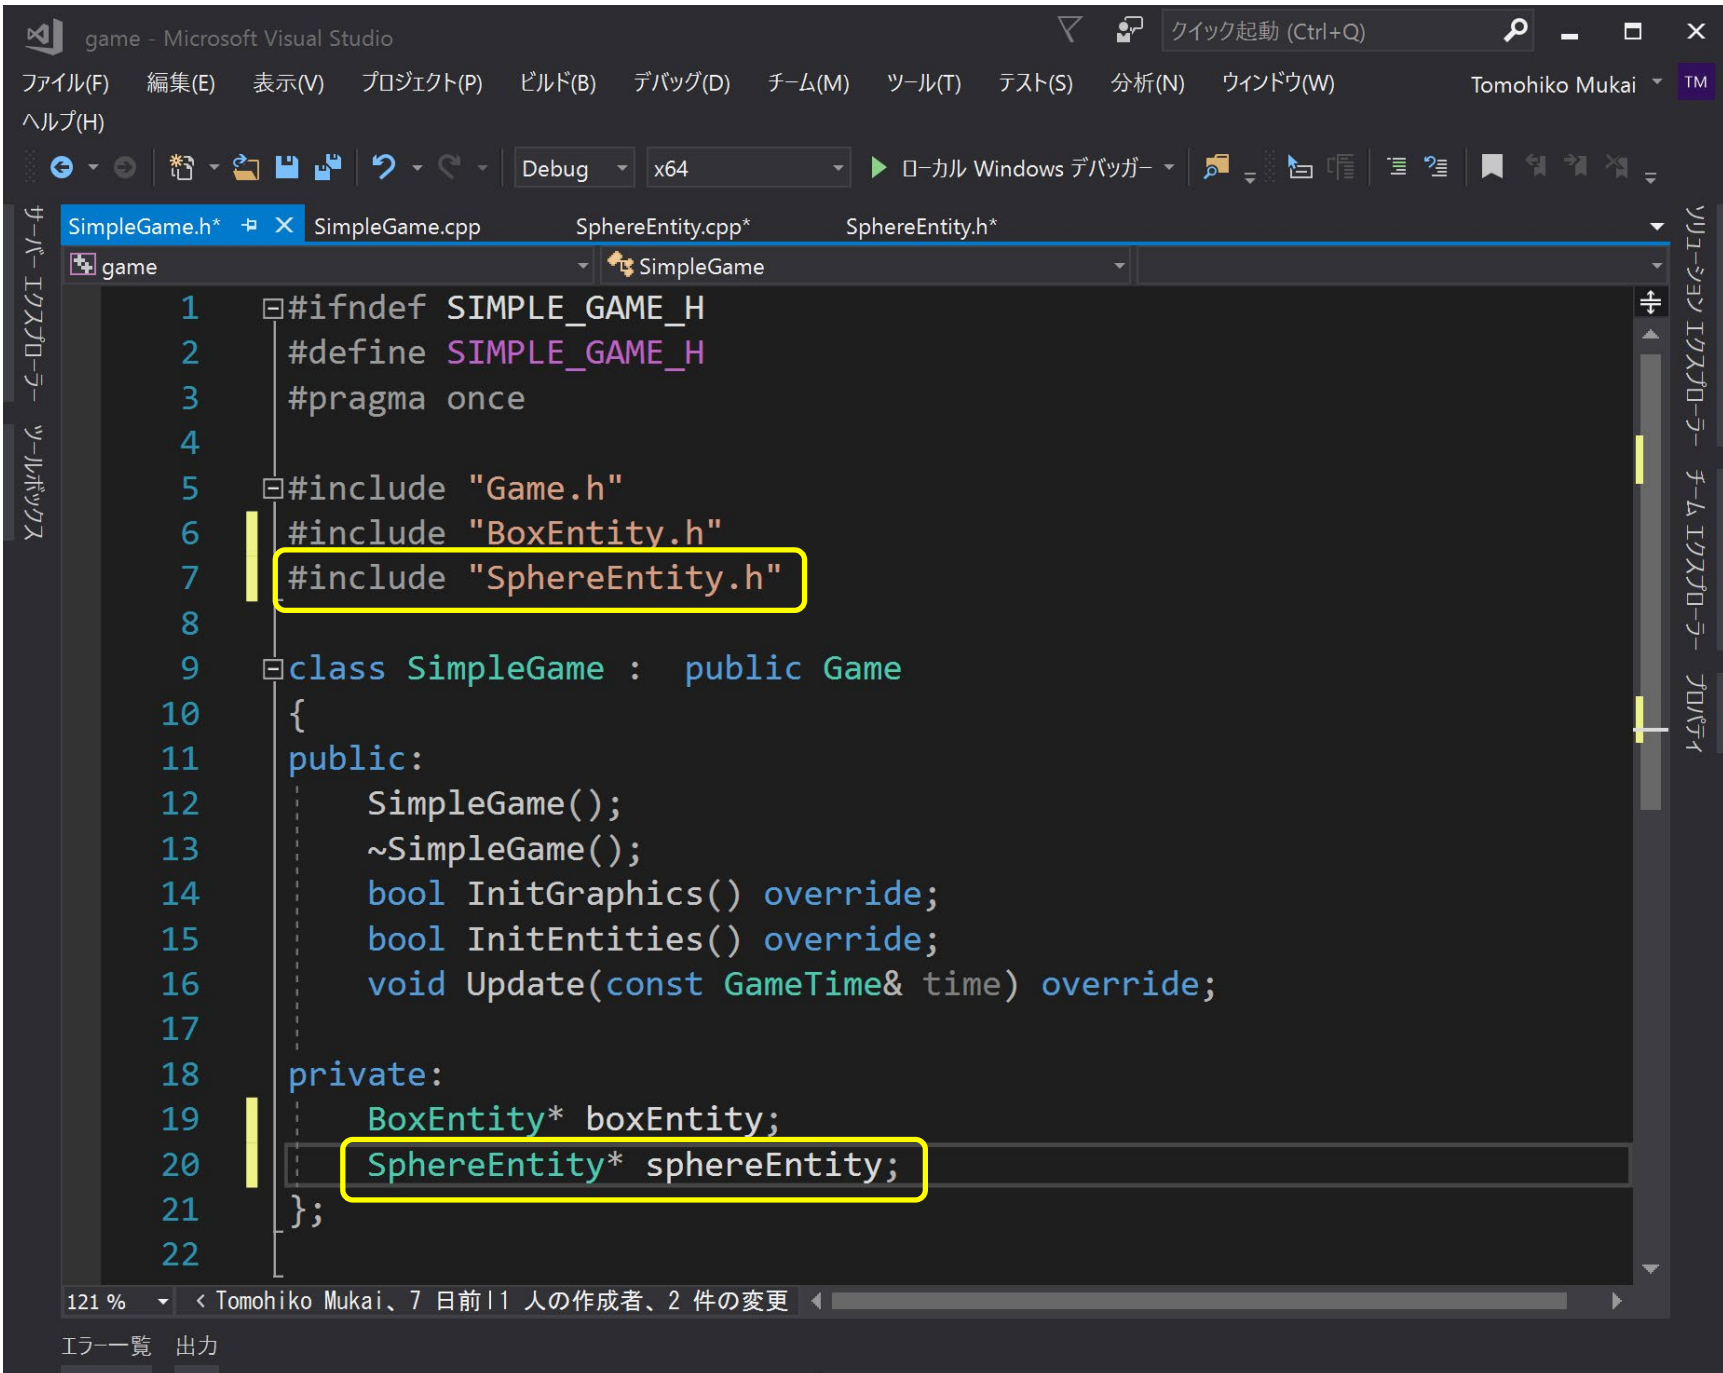 game - Microsoft Visual Studio
クイック起動 (Ctrl+Q)
ファイル(F) 編集(E) 表示(V) プロジェクト(P) ビルド(B) デバッグ(D) チーム(M) ツール(T) テスト(S) 分析(N) ウィンドウ(W) Tomohiko Mukai TM
ヘルプ(H)
Debug x64 ローカル Windows デバッガー
サーバー エクスプローラー
ツールボックス
SimpleGame.h* SimpleGame.cpp SphereEntity.cpp* SphereEntity.h*
game SimpleGame
1 #ifndef SIMPLE_GAME_H
2 #define SIMPLE_GAME_H
3 #pragma once
4
5 #include "Game.h"
6 #include "BoxEntity.h"
7 #include "SphereEntity.h"
8
9 class SimpleGame :  public Game
10 {
11 public:
12     SimpleGame();
13     ~SimpleGame();
14     bool InitGraphics() override;
15     bool InitEntities() override;
16     void Update(const GameTime& time) override;
17
18 private:
19     BoxEntity* boxEntity;
20     SphereEntity* sphereEntity;
21 };
22
ソリューション エクスプローラー
チーム エクスプローラー
プロパティ
121 % < Tomohiko Mukai、7 日前|1 人の作成者、2 件の変更
エラー一覧 出力